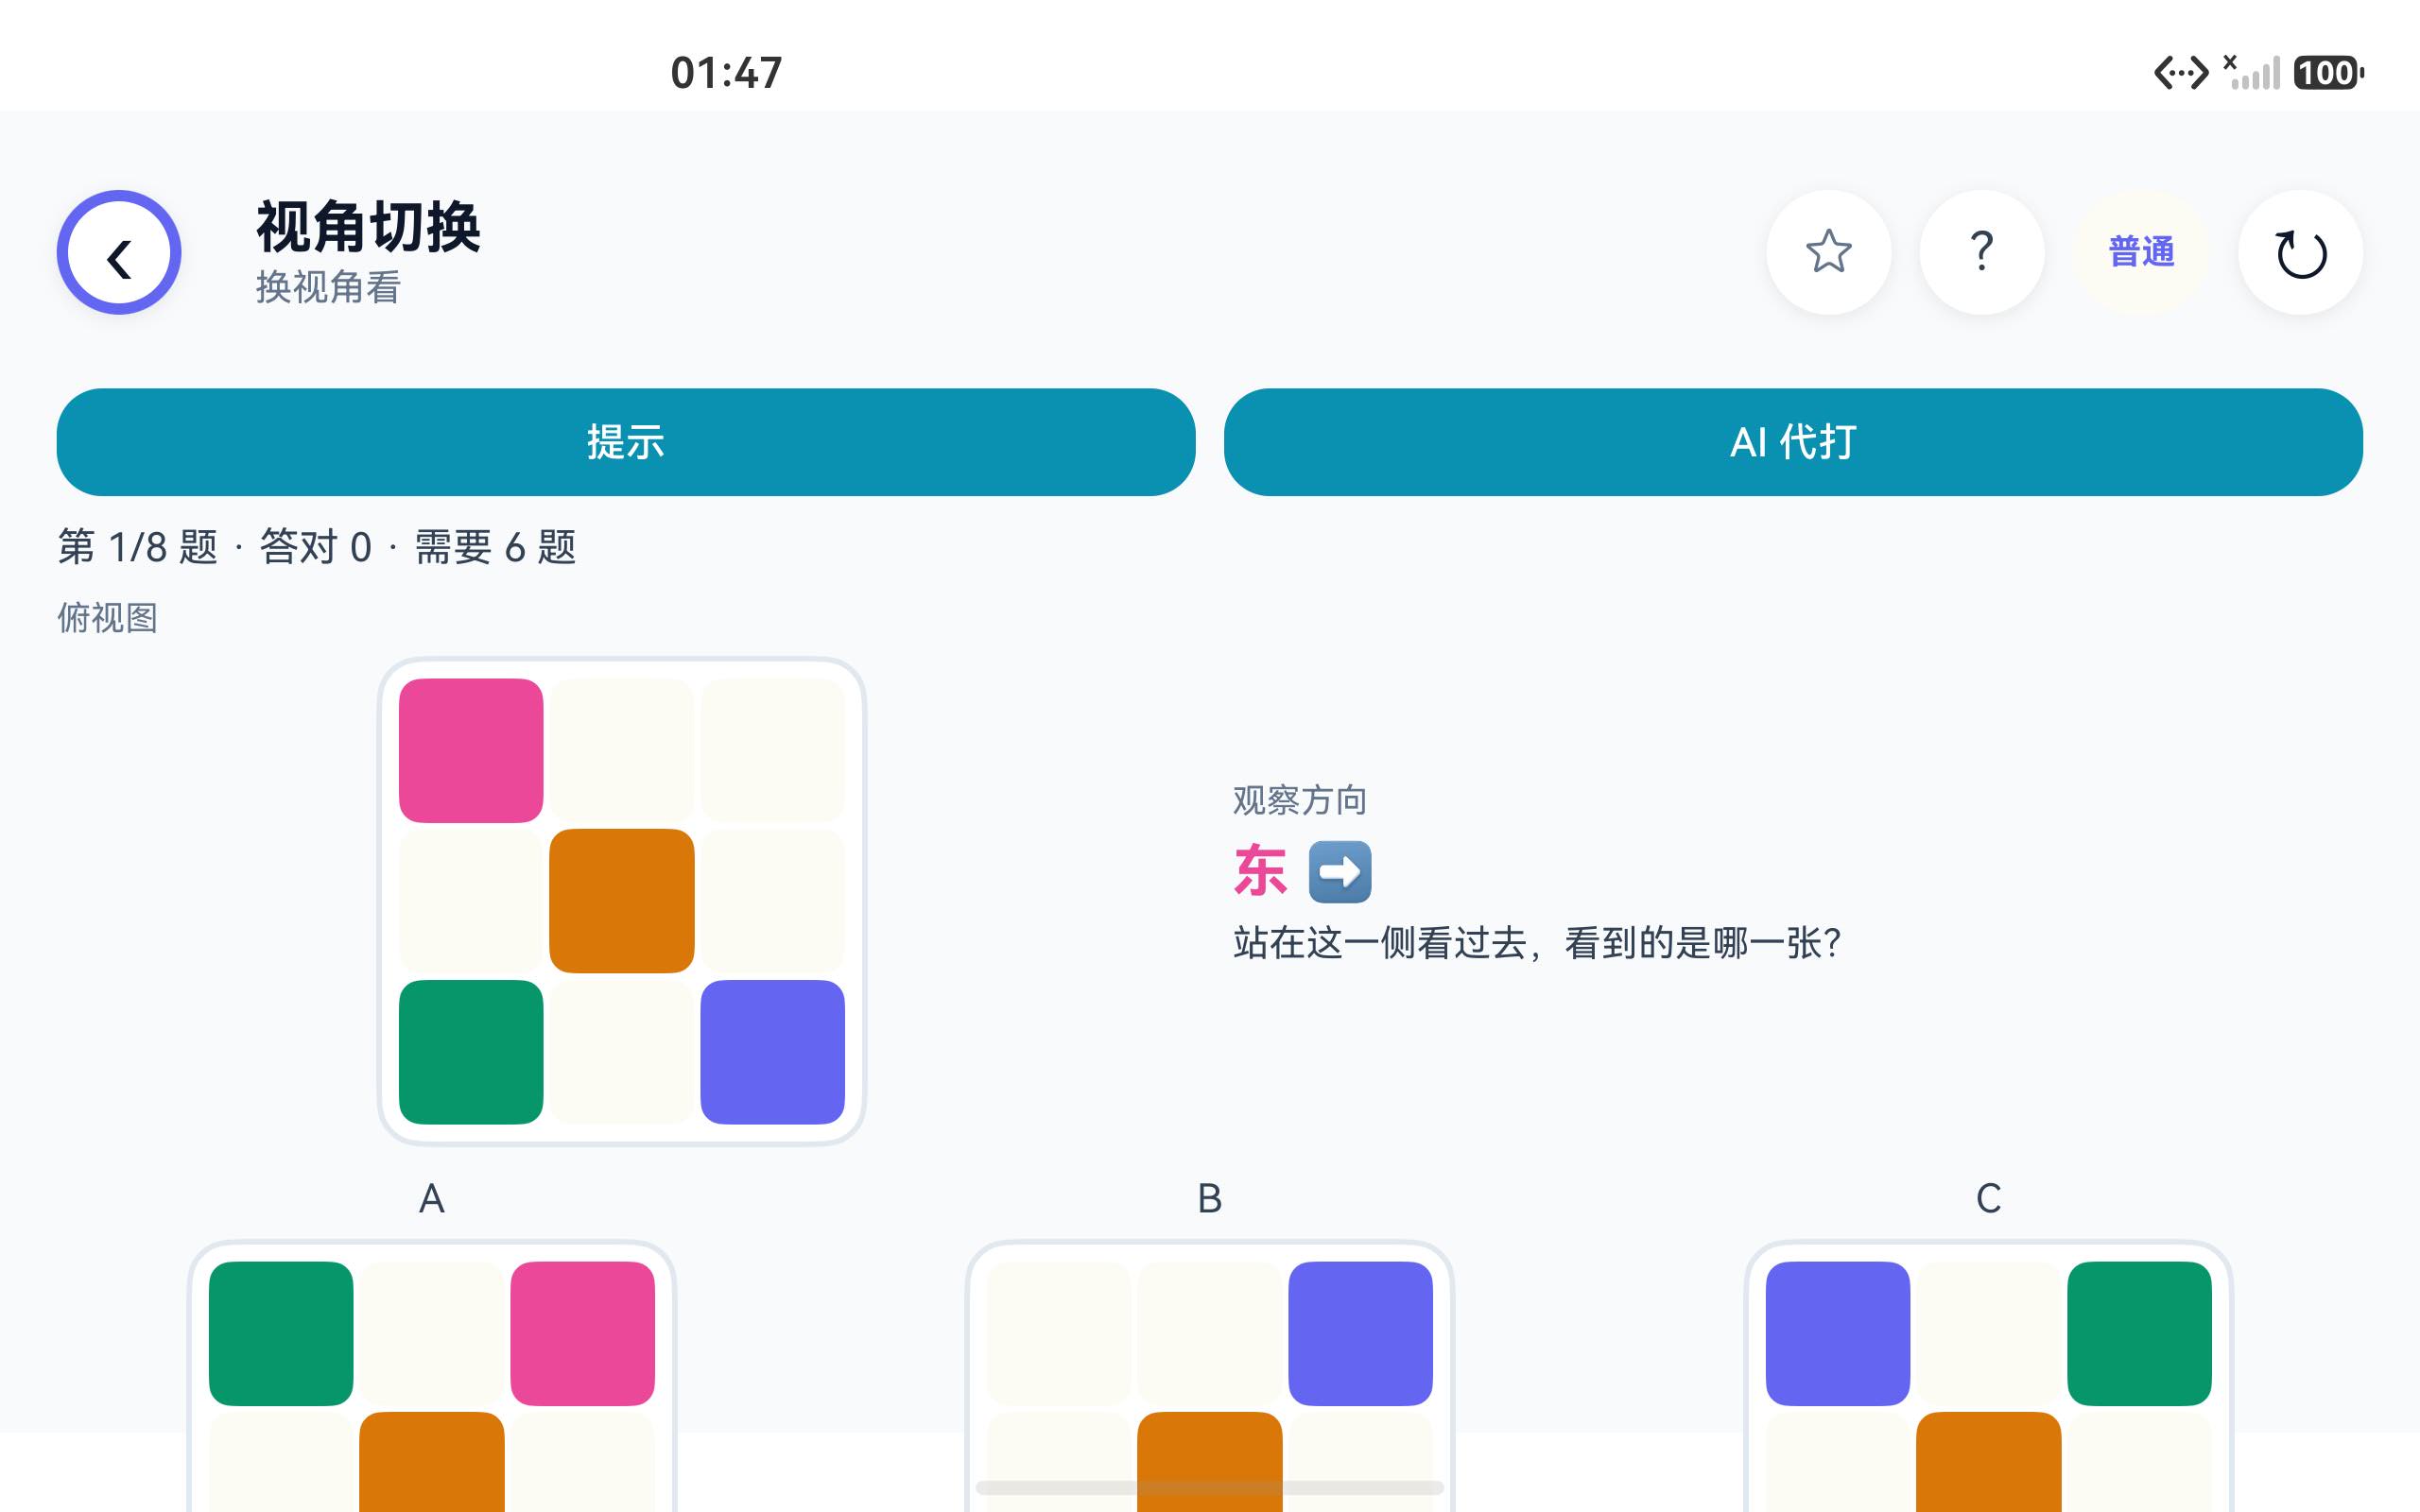 01:47
100
视角切换
换视角看
?
普通
提示
AI 代打
第 1/8 题 · 答对 0 · 需要 6 题
俯视图
观察方向
东 ➡
站在这一侧看过去，看到的是哪一张？
A
B
C